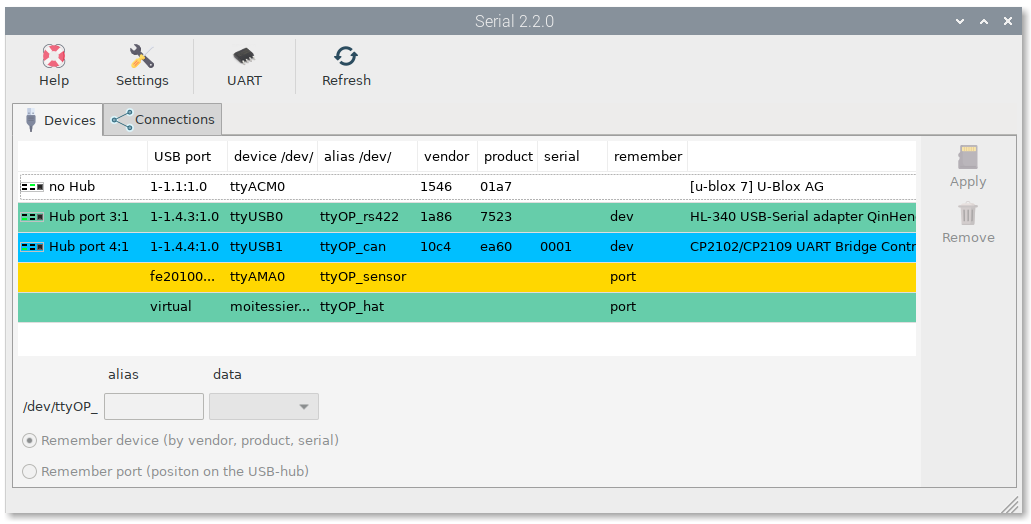 Serial 2.2.0
Help Settings UART Refresh
Devices Connections
USB port device /dev/ alias /dev/ vendor product serial remember
no Hub 1-1.1:1.0 ttyACM0 1546 01a7 [u-blox 7] U-Blox AG
Hub port 3:1 1-1.4.3:1.0 ttyUSB0 ttyOP_rs422 1a86 7523 dev HL-340 USB-Serial adapter QinHen
Hub port 4:1 1-1.4.4:1.0 ttyUSB1 ttyOP_can 10c4 ea60 0001 dev CP2102/CP2109 UART Bridge Contr
fe20100... ttyAMA0 ttyOP_sensor port
virtual moitessier... ttyOP_hat port
Apply
Remove
alias data
/dev/ttyOP_
Remember device (by vendor, product, serial)
Remember port (positon on the USB-hub)